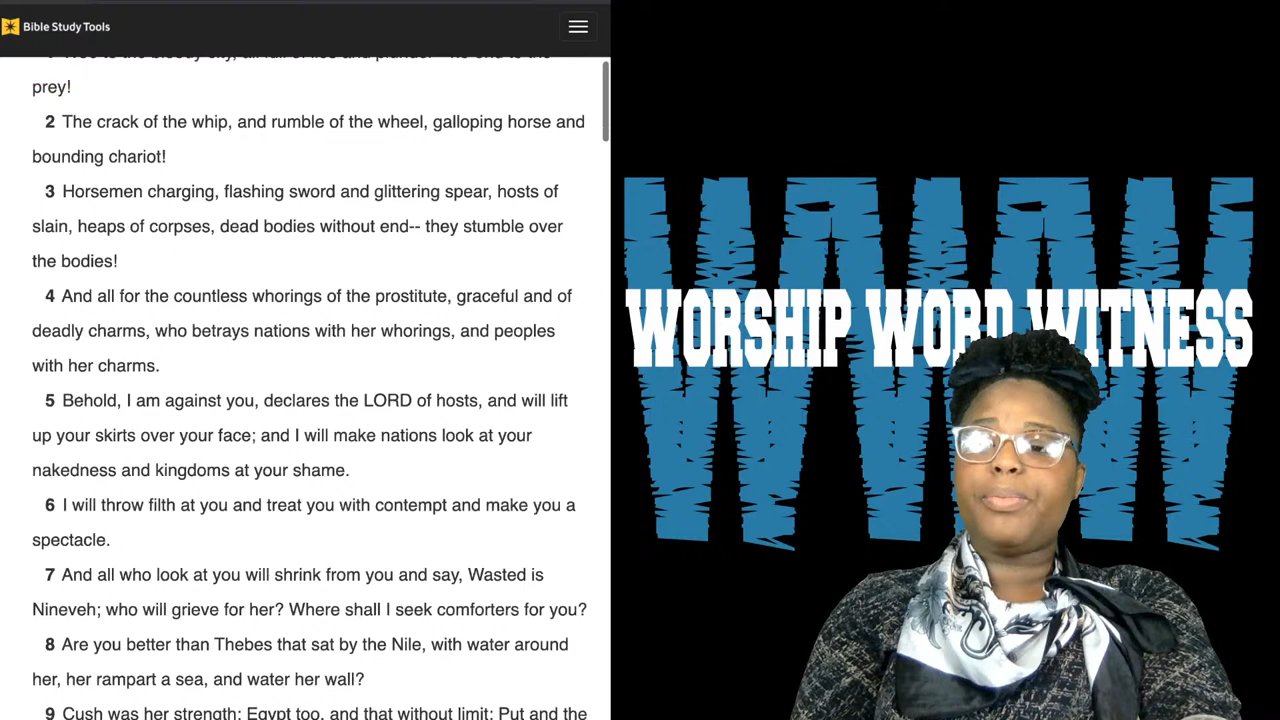 Bible Study Tools
prey!
2 The crack of the whip, and rumble of the wheel, galloping horse and
bounding chariot!
3 Horsemen charging, flashing sword and glittering spear, hosts of
slain, heaps of corpses, dead bodies without end-- they stumble over
the bodies!
4 And all for the countless whorings of the prostitute, graceful and of
deadly charms, who betrays nations with her whorings, and peoples
with her charms.
5 Behold, I am against you, declares the LORD of hosts, and will lift
up your skirts over your face; and I will make nations look at your
nakedness and kingdoms at your shame.
6 I will throw filth at you and treat you with contempt and make you a
spectacle.
7 And all who look at you will shrink from you and say, Wasted is
Nineveh; who will grieve for her? Where shall I seek comforters for you?
8 Are you better than Thebes that sat by the Nile, with water around
her, her rampart a sea, and water her wall?
9 Cush was her strength; Egypt too, and that without limit; Put and the
WWW
WORSHIP WORD WITNESS